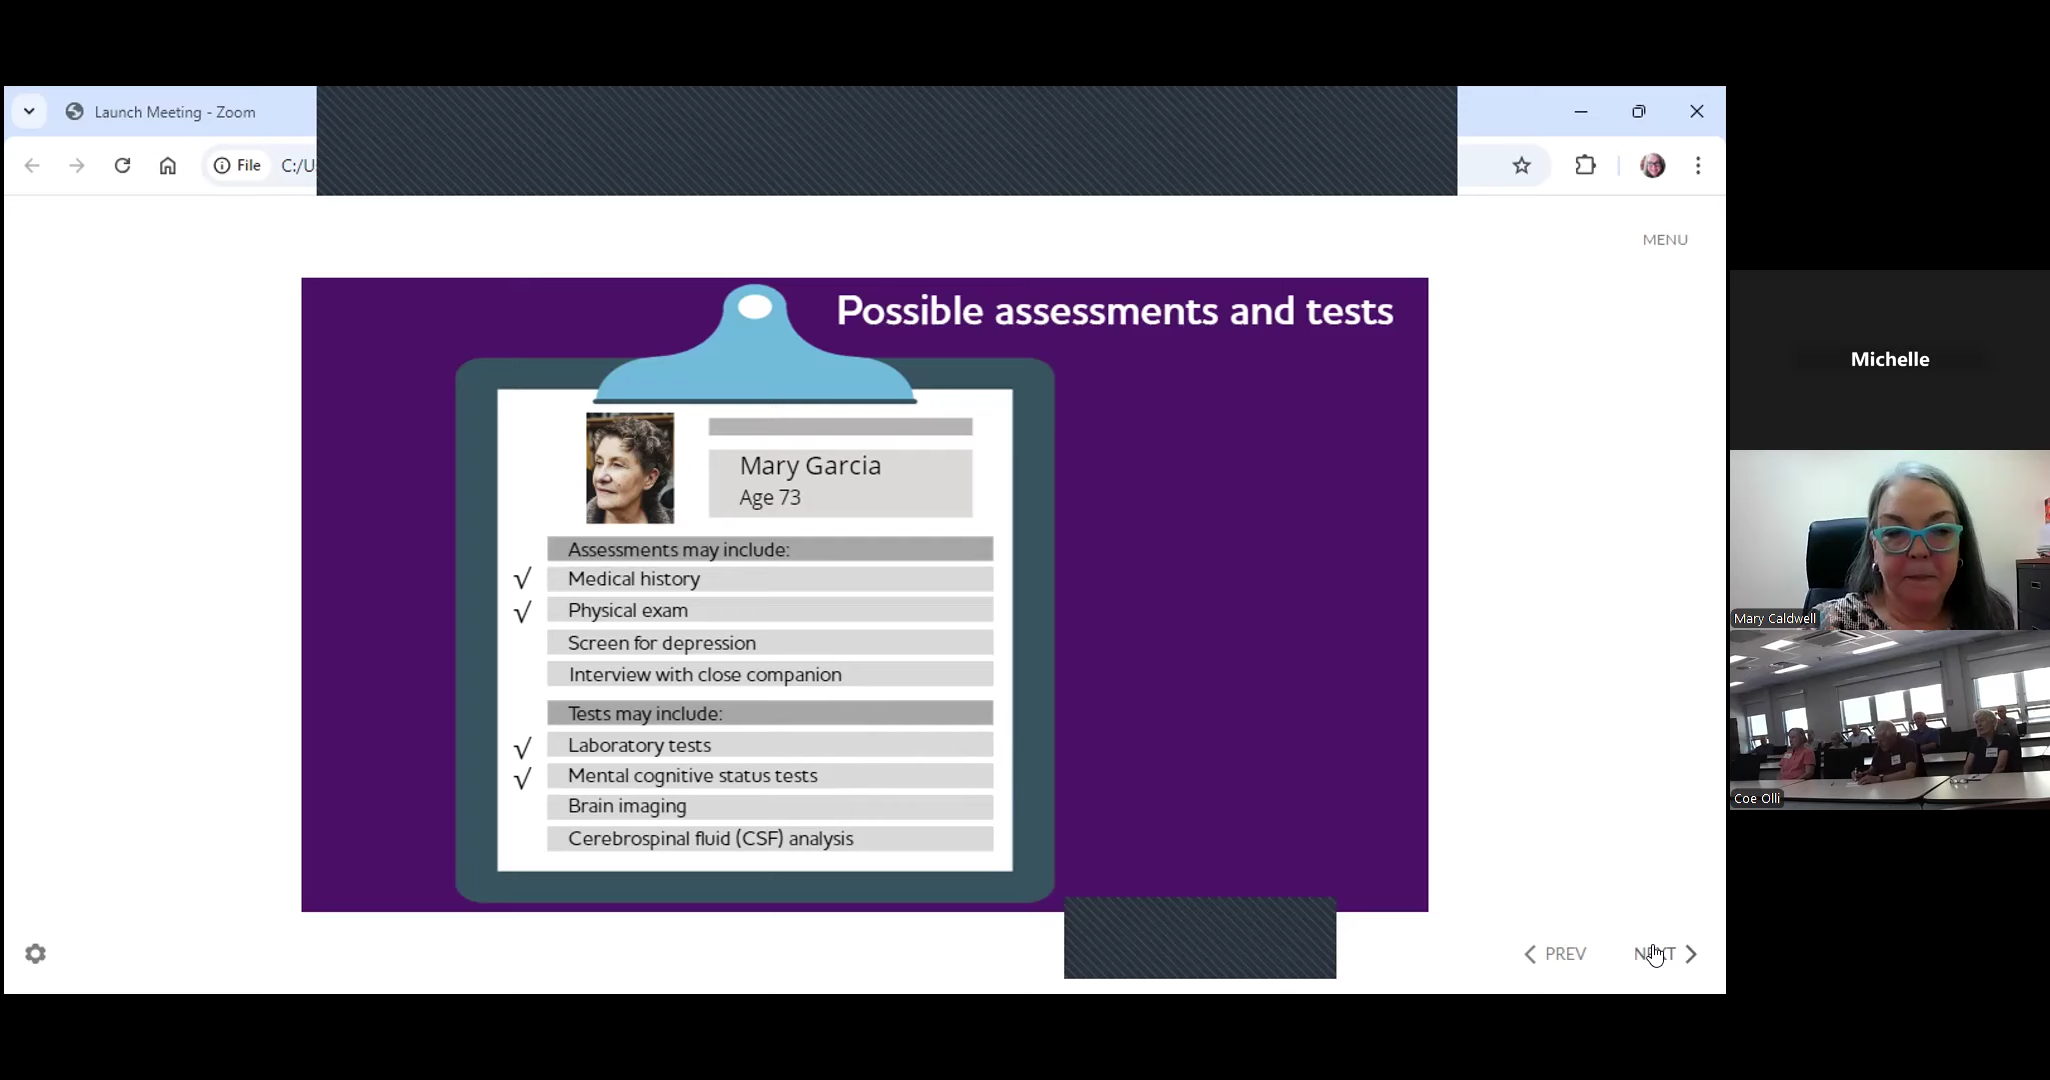 Launch Meeting - Zoom
File C:/U
MENU
Possible assessments and tests
Mary Garcia
Age 73
Assessments may include:
√ Medical history
√ Physical exam
Screen for depression
Interview with close companion
Tests may include:
√ Laboratory tests
√ Mental cognitive status tests
Brain imaging
Cerebrospinal fluid (CSF) analysis
PREV
NEXT
Michelle
Mary Caldwell
Coe Olli